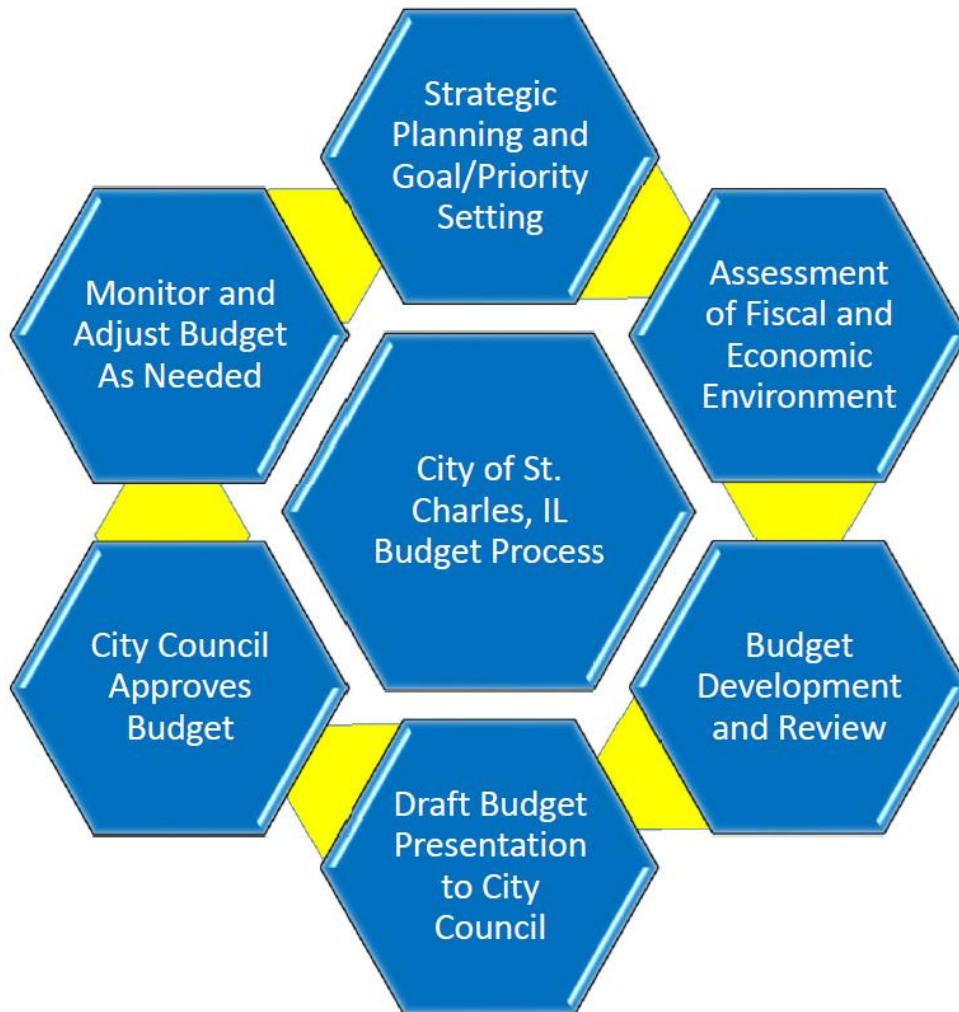 Strategic
Planning and
Goal/Priority
Setting
Assessment
of Fiscal and
Economic
Environment
Budget
Development
and Review
Draft Budget
Presentation
to City
Council
City Council
Approves
Budget
Monitor and
Adjust Budget
As Needed
City of St.
Charles, IL
Budget Process